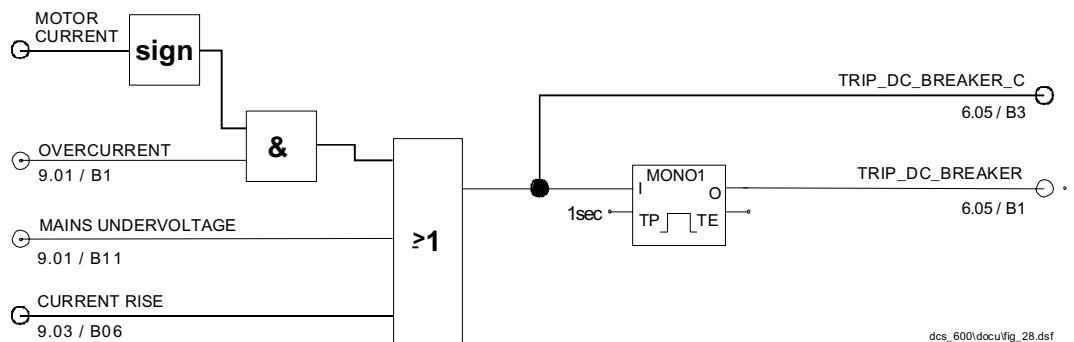 MOTOR
CURRENT
sign
TRIP_DC_BREAKER_C
6.05 / B3
OVERCURRENT
9.01 / B1
&
MONO1
I
O
TRIP_DC_BREAKER
6.05 / B1
1sec
TP
TE
MAINS UNDERVOLTAGE
9.01 / B11
≥1
CURRENT RISE
9.03 / B06
dcs_600\docu\fig_28.dsf